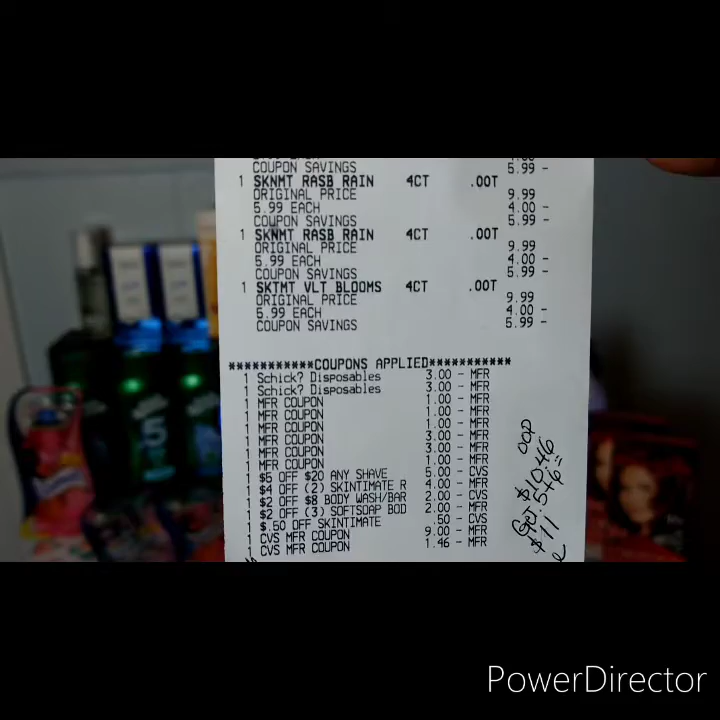 COUPON SAVINGS 5.99 -
1 SKNMT RASB RAIN 4CT .00T
ORIGINAL PRICE 9.99
5.99 EACH 4.00 -
COUPON SAVINGS 5.99 -
1 SKNMT RASB RAIN 4CT .00T
ORIGINAL PRICE 9.99
5.99 EACH 4.00 -
COUPON SAVINGS 5.99 -
1 SKTMT VLT BLOOMS 4CT .00T
ORIGINAL PRICE 9.99
5.99 EACH 4.00 -
COUPON SAVINGS 5.99 -
***********COUPONS APPLIED***********
1 Schick? Disposables 3.00 - MFR
1 Schick? Disposables 3.00 - MFR
1 MFR COUPON 1.00 - MFR
1 MFR COUPON 1.00 - MFR
1 MFR COUPON 1.00 - MFR
1 MFR COUPON 3.00 - MFR
1 MFR COUPON 3.00 - MFR
1 MFR COUPON 1.00 - MFR
1 $5 OFF $20 ANY SHAVE 5.00 - CVS
1 $4 OFF (2) SKINTIMATE R 4.00 - MFR
1 $2 OFF $8 BODY WASH/BAR 2.00 - CVS
1 $2 OFF (3) SOFTSOAP BOD 2.00 - MFR
1 $.50 OFF SKINTIMATE .50 - CVS
1 CVS MFR COUPON 9.00 - MFR
1 CVS MFR COUPON 1.46 - MFR
OOP
$10.46
Got 5+6=
$11
5
PowerDirector